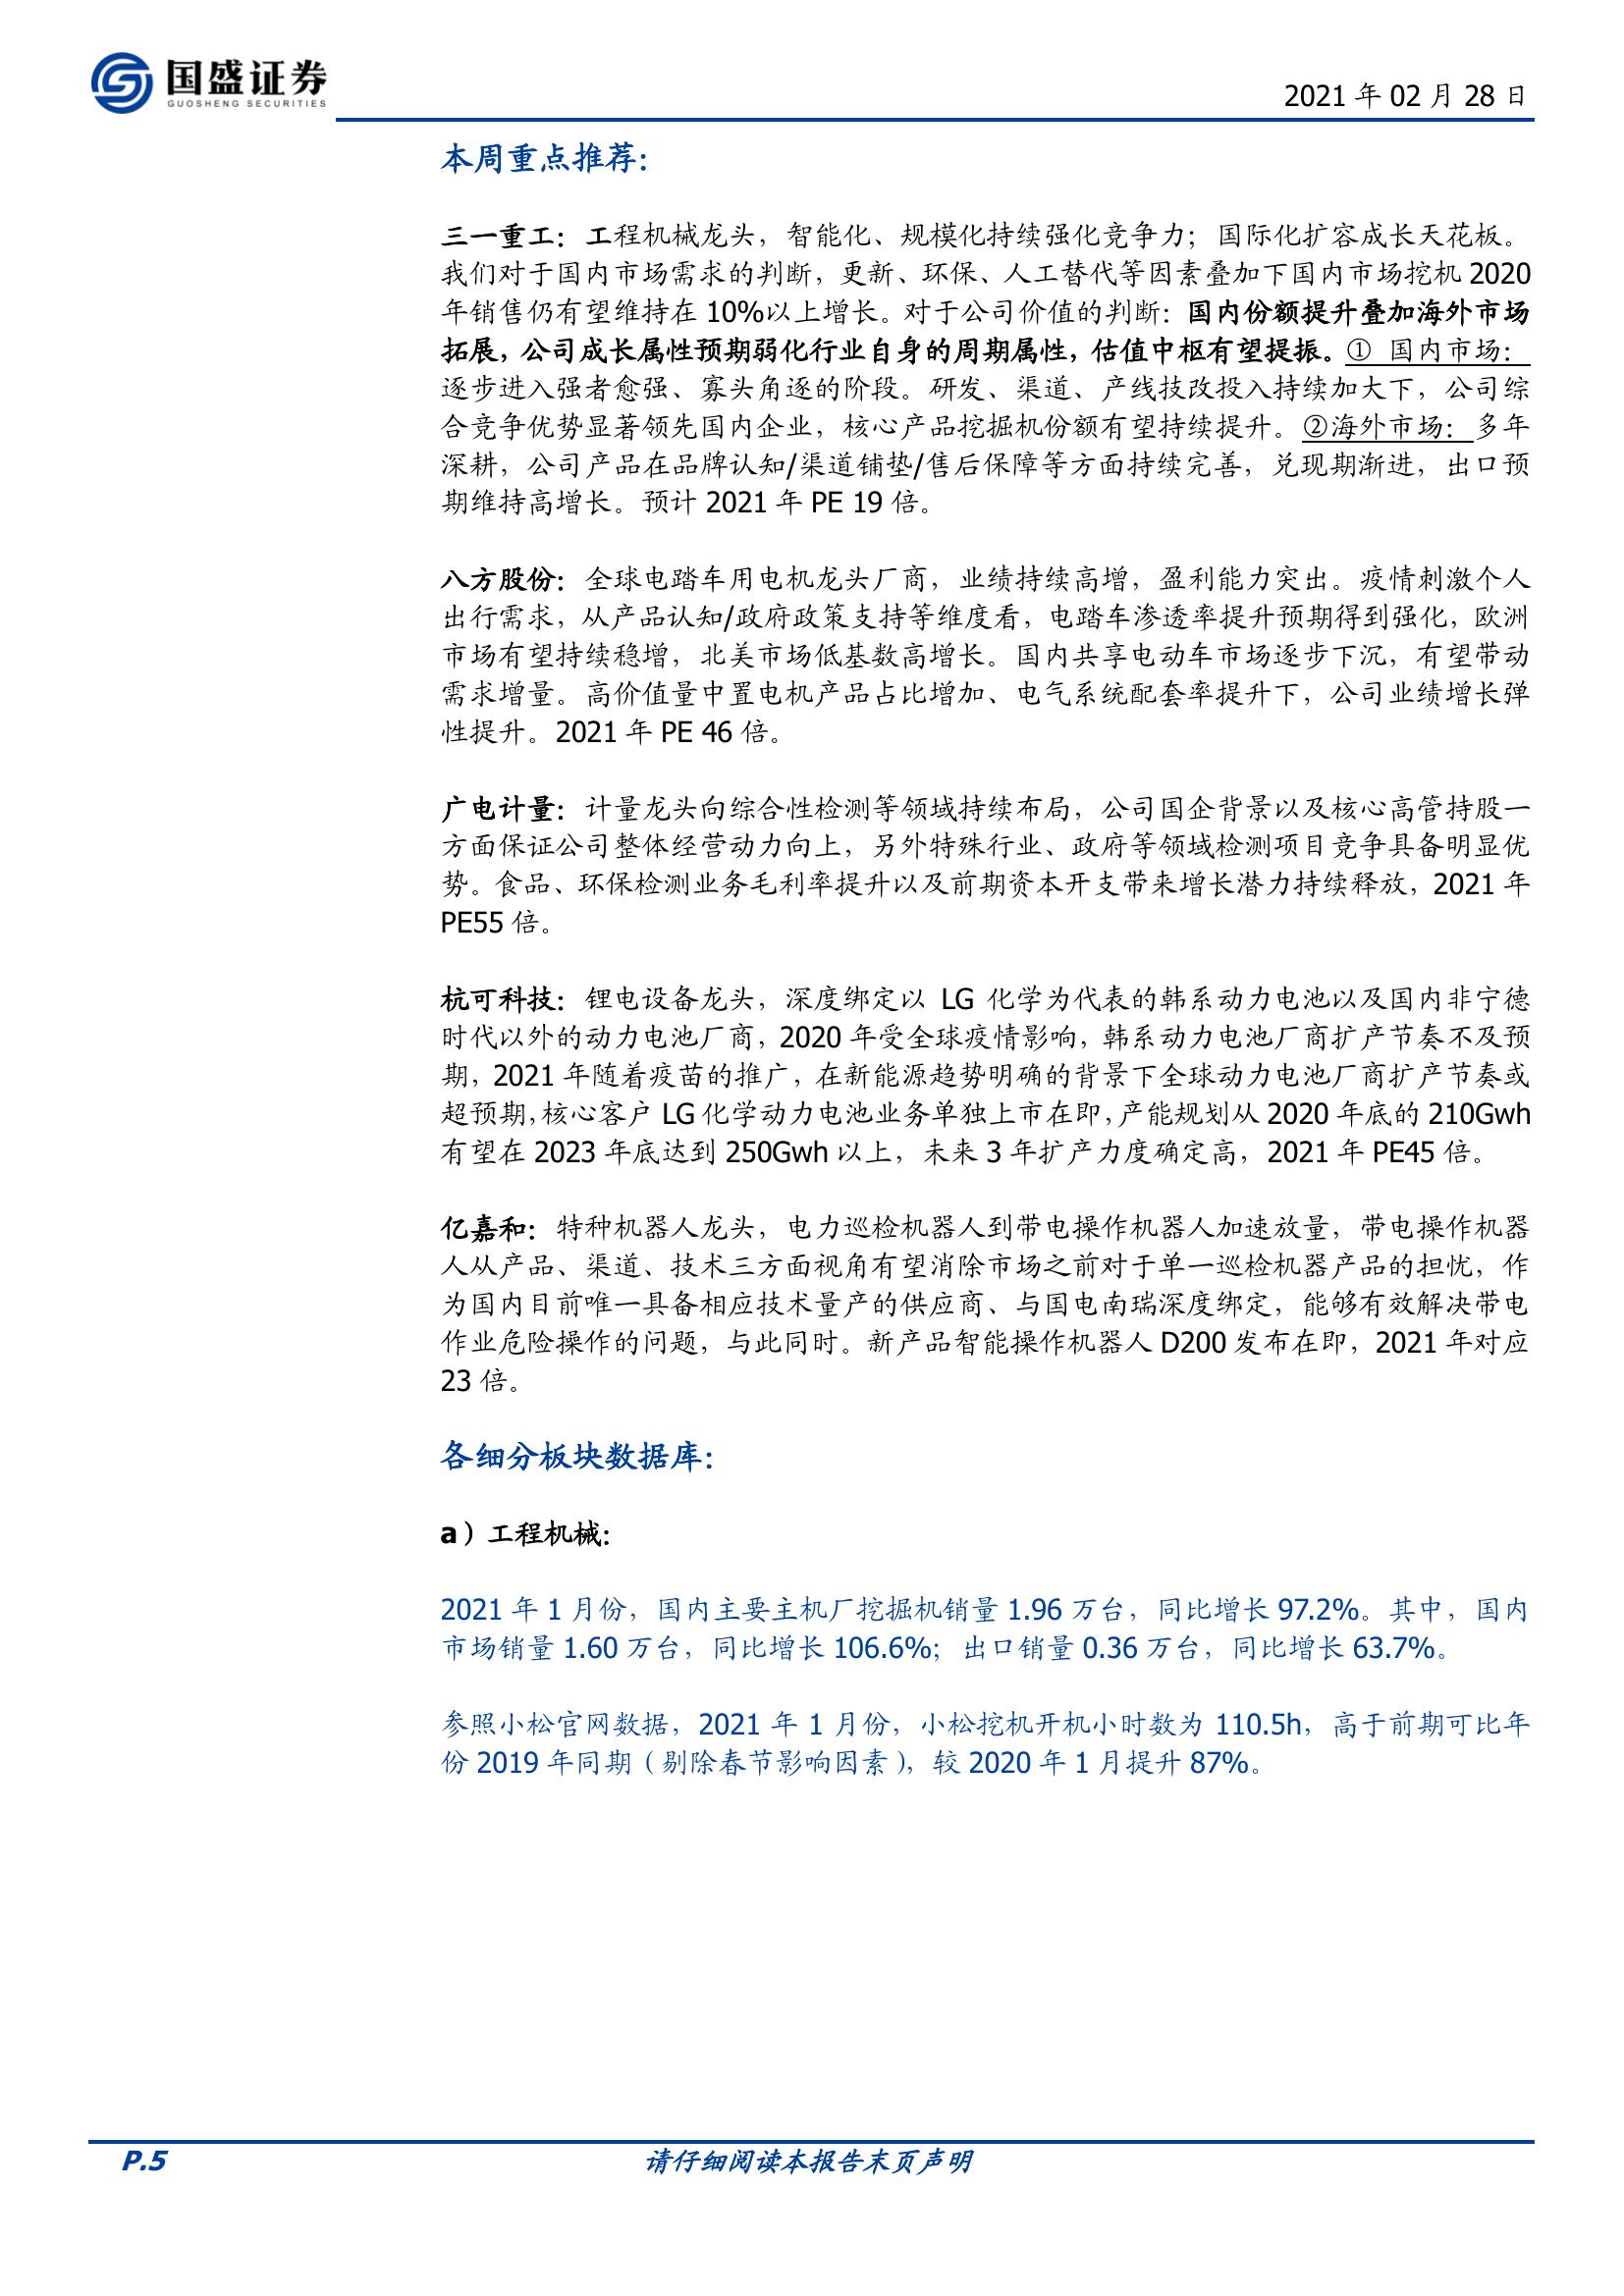 国盛证券
GUOSHENG SECURITIES
2021 年 02 月 28 日
本周重点推荐：
三一重工：工程机械龙头，智能化、规模化持续强化竞争力；国际化扩容成长天花板。
我们对于国内市场需求的判断，更新、环保、人工替代等因素叠加下国内市场挖机 2020
年销售仍有望维持在 10%以上增长。对于公司价值的判断：国内份额提升叠加海外市场
拓展，公司成长属性预期弱化行业自身的周期属性，估值中枢有望提振。① 国内市场：
逐步进入强者愈强、寡头角逐的阶段。研发、渠道、产线技改投入持续加大下，公司综
合竞争优势显著领先国内企业，核心产品挖掘机份额有望持续提升。②海外市场：多年
深耕，公司产品在品牌认知/渠道铺垫/售后保障等方面持续完善，兑现期渐进，出口预
期维持高增长。预计 2021 年 PE 19 倍。
八方股份：全球电踏车用电机龙头厂商，业绩持续高增，盈利能力突出。疫情刺激个人
出行需求，从产品认知/政府政策支持等维度看，电踏车渗透率提升预期得到强化，欧洲
市场有望持续稳增，北美市场低基数高增长。国内共享电动车市场逐步下沉，有望带动
需求增量。高价值量中置电机产品占比增加、电气系统配套率提升下，公司业绩增长弹
性提升。2021 年 PE 46 倍。
广电计量：计量龙头向综合性检测等领域持续布局，公司国企背景以及核心高管持股一
方面保证公司整体经营动力向上，另外特殊行业、政府等领域检测项目竞争具备明显优
势。食品、环保检测业务毛利率提升以及前期资本开支带来增长潜力持续释放，2021 年
PE55 倍。
杭可科技：锂电设备龙头，深度绑定以 LG 化学为代表的韩系动力电池以及国内非宁德
时代以外的动力电池厂商，2020 年受全球疫情影响，韩系动力电池厂商扩产节奏不及预
期，2021 年随着疫苗的推广，在新能源趋势明确的背景下全球动力电池厂商扩产节奏或
超预期，核心客户 LG 化学动力电池业务单独上市在即，产能规划从 2020 年底的 210Gwh
有望在 2023 年底达到 250Gwh 以上，未来 3 年扩产力度确定高，2021 年 PE45 倍。
亿嘉和：特种机器人龙头，电力巡检机器人到带电操作机器人加速放量，带电操作机器
人从产品、渠道、技术三方面视角有望消除市场之前对于单一巡检机器产品的担忧，作
为国内目前唯一具备相应技术量产的供应商、与国电南瑞深度绑定，能够有效解决带电
作业危险操作的问题，与此同时。新产品智能操作机器人 D200 发布在即，2021 年对应
23 倍。
各细分板块数据库：
a）工程机械：
2021 年 1 月份，国内主要主机厂挖掘机销量 1.96 万台，同比增长 97.2%。其中，国内
市场销量 1.60 万台，同比增长 106.6%；出口销量 0.36 万台，同比增长 63.7%。
参照小松官网数据，2021 年 1 月份，小松挖机开机小时数为 110.5h，高于前期可比年
份 2019 年同期（剔除春节影响因素），较 2020 年 1 月提升 87%。
P.5
请仔细阅读本报告末页声明